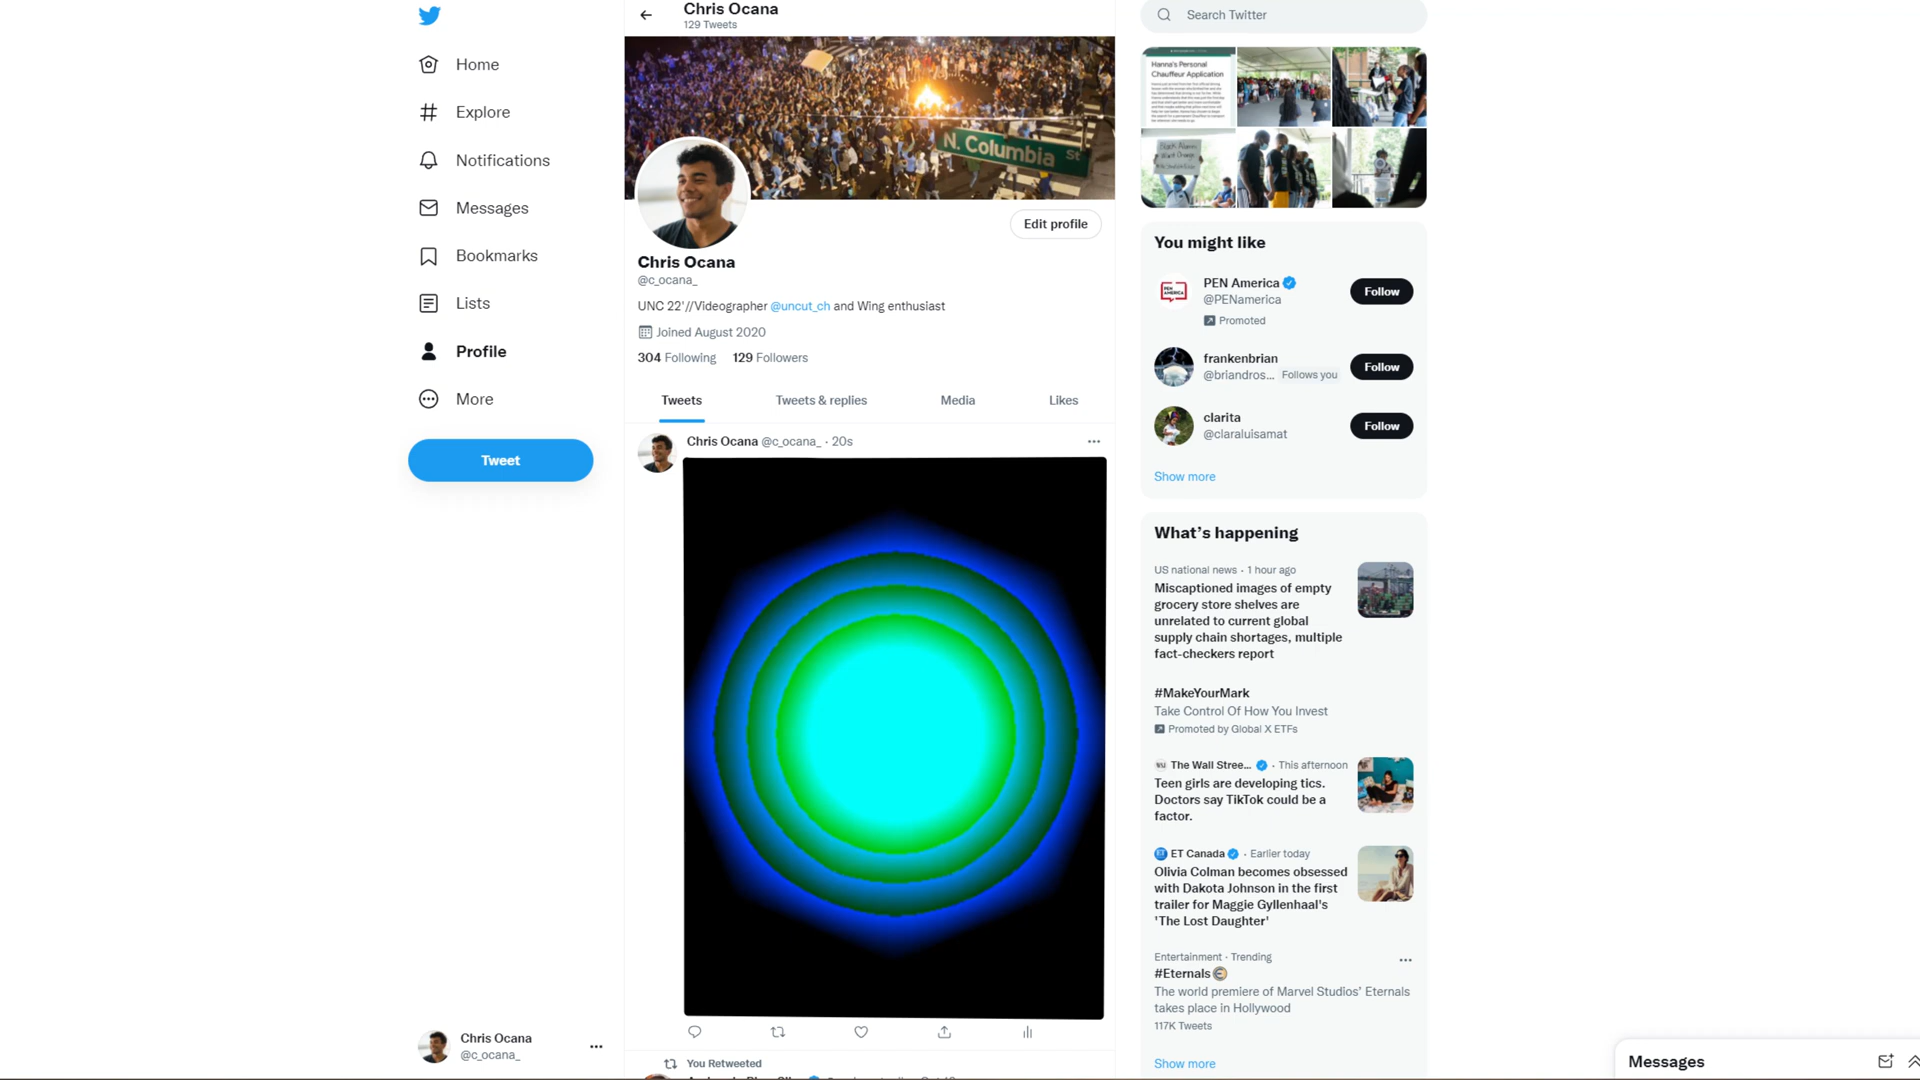 Chris Ocana
129 Tweets
Search Twitter
Home
Explore
Notifications
Messages
Bookmarks
Lists
Profile
More
Tweet
Chris Ocana
@c_ocana_
N. Columbia St
Edit profile
Chris Ocana
@c_ocana_
UNC 22'//Videographer @uncut_ch and Wing enthusiast
Joined August 2020
304 Following 129 Followers
Tweets
Tweets & replies
Media
Likes
Chris Ocana @c_ocana_ · 20s
You Retweeted
Hanna's Personal
Chauffeur Application
Black Alumni
Want Change
You might like
PEN America
@PENamerica
Promoted
Follow
frankenbrian
@briandros... Follows you
Follow
clarita
@claraluisamat
Follow
Show more
What's happening
US national news · 1 hour ago
Miscaptioned images of empty
grocery store shelves are
unrelated to current global
supply chain shortages, multiple
fact-checkers report
#MakeYourMark
Take Control Of How You Invest
Promoted by Global X ETFs
The Wall Stree... · This afternoon
Teen girls are developing tics.
Doctors say TikTok could be a
factor.
ET Canada · Earlier today
Olivia Colman becomes obsessed
with Dakota Johnson in the first
trailer for Maggie Gyllenhaal's
'The Lost Daughter'
Entertainment · Trending
#Eternals
The world premiere of Marvel Studios' Eternals
takes place in Hollywood
117K Tweets
Show more
Messages